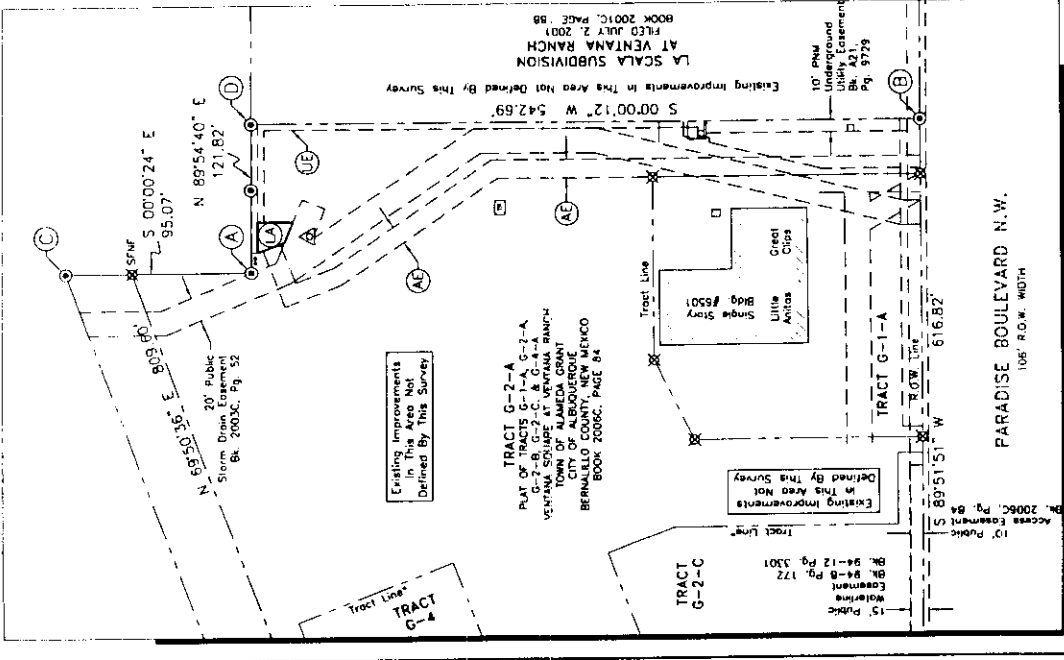 BOOK 2001C, PAGE 188
FILED JULY 2, 2001
AT VENTANA RANCH
LA SCALA SUBDIVISION
Existing Improvements In This Area Not Defined By This Survey
S 00°00'12" W 542.69'
10' PNM
Underground
Utility Easement
Bk. A21,
Pg. 9729
B
D
N 89°54'40" E
121.82'
S 00°00'24" E
95.07'
C
SFNF
A
LA
UE
AE
AE
N 69°50'36" E 809.60'
20' Public
Storm Drain Easement
Bk. 2003C, Pg. 52
Existing Improvements
In This Area Not
Defined By This Survey
TRACT G-2-A
PLAT OF TRACTS G-1-A, G-2-A,
G-2-B, G-2-C, & G-4-A
VENTANA SQUARE AT VENTANA RANCH
TOWN OF ALAMEDA GRANT
CITY OF ALBUQUERQUE
BERNALILLO COUNTY, NEW MEXICO
BOOK 2006C, PAGE 84
Tract Line
Single Story
Bldg. #6501
Little
Anitas
Great
Clips
TRACT G-1-A
R.O.W. Line
S 89°51'51" W 616.82'
PARADISE BOULEVARD N.W.
106' R.O.W. WIDTH
Existing Improvements
In This Area Not
Defined By This Survey
Tract Line"
TRACT
G-4
TRACT
G-2-C
Tract Line"
15' Public
Waterline
Easement
Bk. 94-8 Pg. 172
Bk. 94-12 Pg. 3301
10' Public
Access Easement
Bk. 2006C, Pg. 84